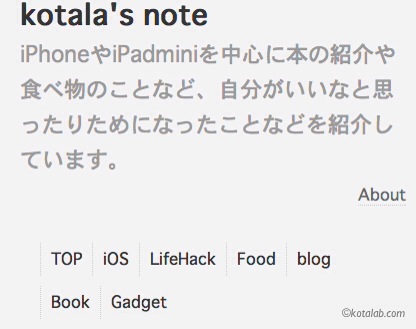 kotala's note
iPhoneやiPadminiを中心に本の紹介や
食べ物のことなど、自分がいいなと思
ったりためになったことなどを紹介し
ています。
About
TOP iOS LifeHack Food blog
Book Gadget
©kotalab.com